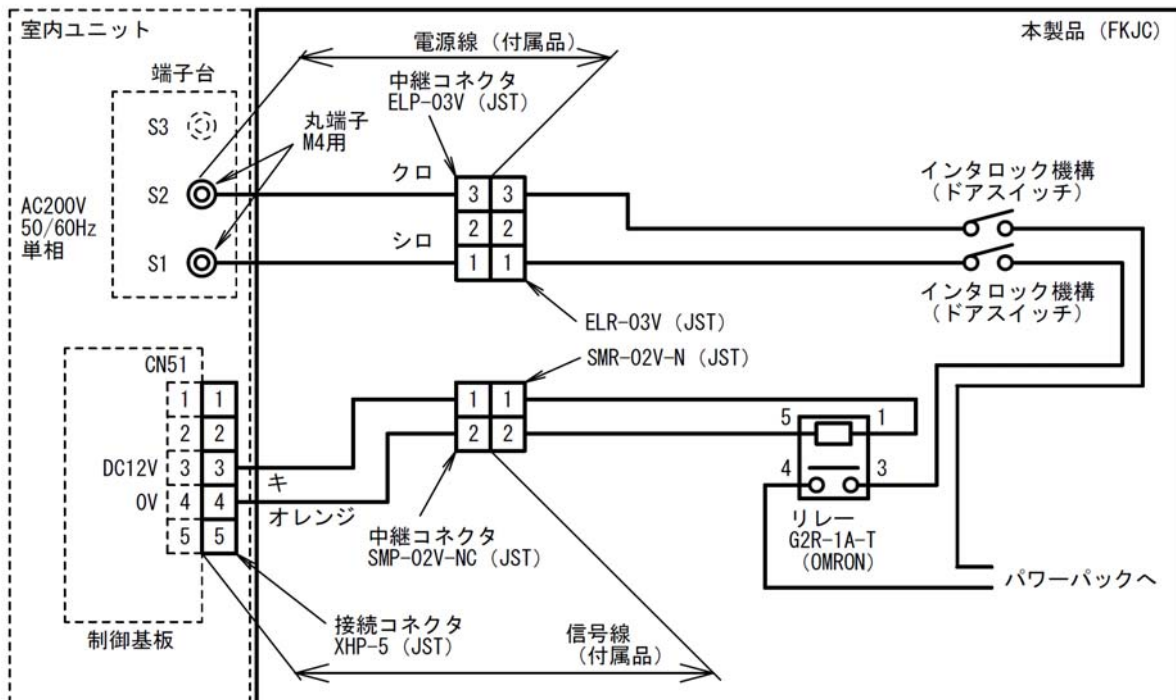 室内ユニット
本製品（FKJC）
電源線（付属品）
端子台
中継コネクタ
ELP-03V（JST）
S3
丸端子
M4用
S2
クロ
3 3
インタロック機構
（ドアスイッチ）
AC200V
50/60Hz
単相
2 2
S1
シロ
1 1
インタロック機構
（ドアスイッチ）
ELR-03V（JST）
SMR-02V-N（JST）
CN51
1 1
1 1
2 2
2 2
5 1
DC12V 3 3
キ
4 3
0V 4 4
オレンジ
5 5
中継コネクタ
SMP-02V-NC（JST）
リレー
G2R-1A-T
（OMRON）
パワーパックへ
制御基板
接続コネクタ
XHP-5（JST）
信号線
（付属品）